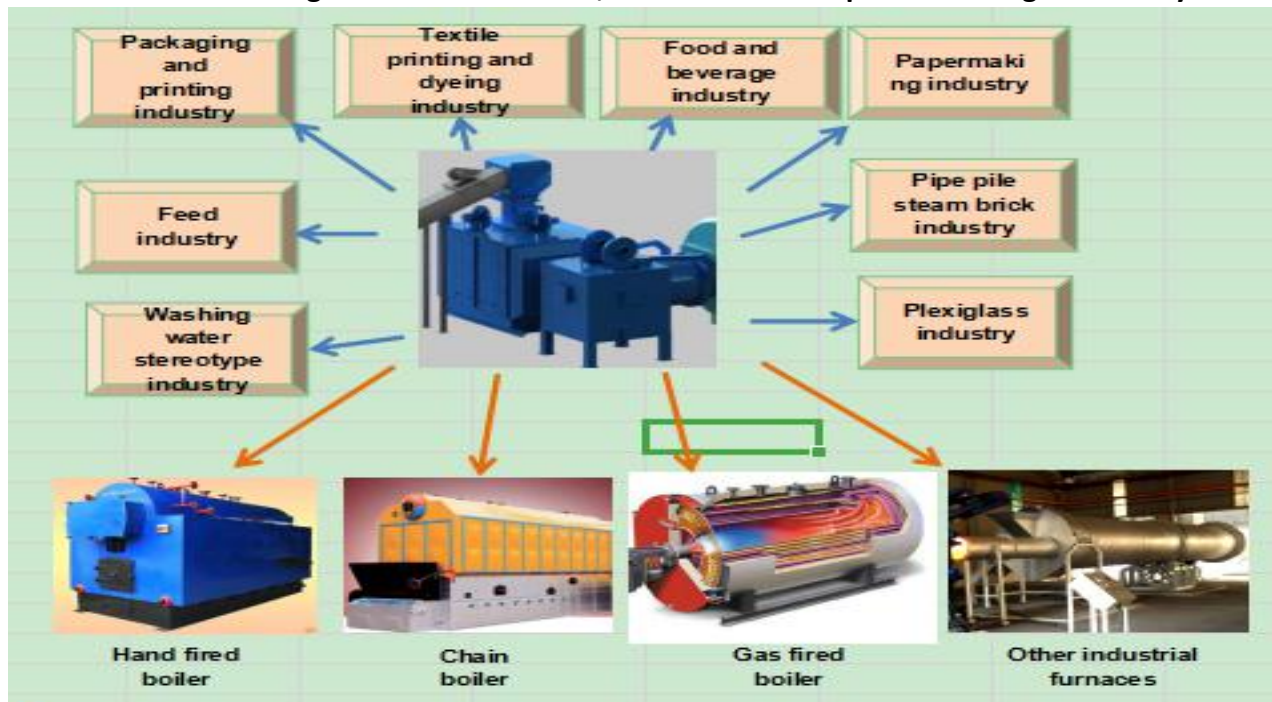 Packaging
and
printing
industry
Textile
printing and
dyeing
industry
Food and
beverage
industry
Papermaki
ng industry
Feed
industry
Pipe pile
steam brick
industry
Washing
water
stereotype
industry
Plexiglass
industry
Hand fired
boiler
Chain
boiler
Gas fired
boiler
Other industrial
furnaces